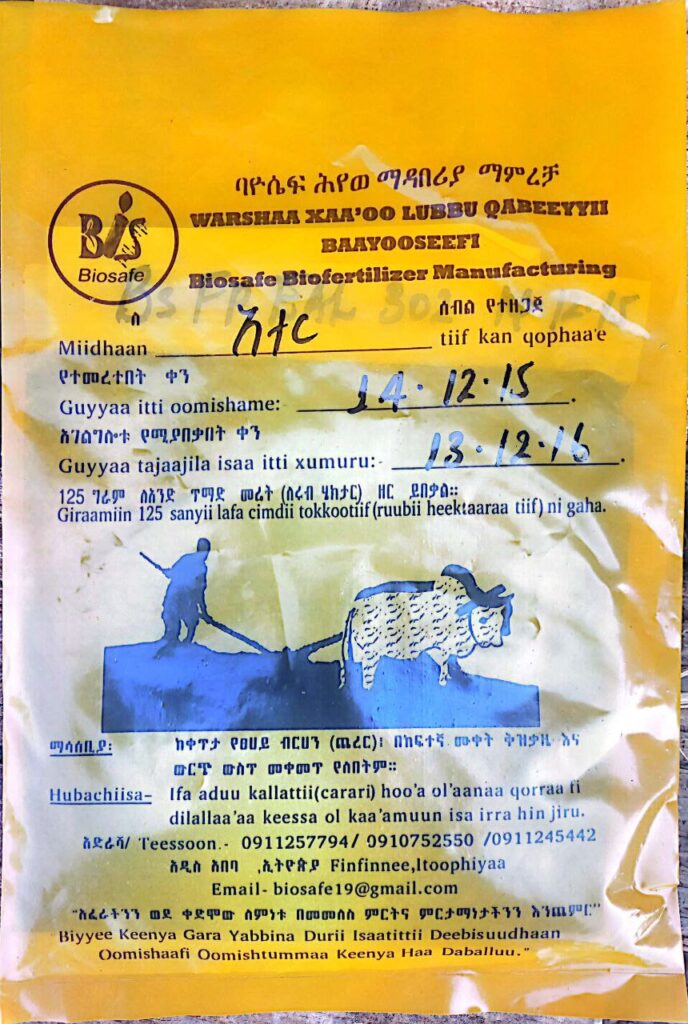 ባዮሴፍ ሕየወ ማዳበሪያ ማምረቻ
WARSHAA XAA'OO LUBBU QABEEYYII
BAAYOOSEEFI
Biosafe Biofertilizer Manufacturing
BIS
Biosafe
ለ ሰብል የተዘጋጀ
Miidhaan አተር tiif kan qophaa'e
የተመረተበት ቀን
Guyyaa itti oomishame: 14.12.15.
አገልግሎቱ የሚያበቃበት ቀን
Guyyaa tajaajila isaa itti xumuru:- 13.12.16.
125 ግራም ለአንድ ጥማድ መሬት (ለሩብ ሄክታር) ዘር ይበቃል።
Giraamiin 125 sanyii lafa cimdii tokkootiif (ruubii heektaaraa tiif) ni gaha.
ማሳሰቢያ: ከቀጥታ የፀሀይ ብርሀን (ጨረር)፣ በከፍተኛ ሙቀት ቅዝቃዜ እና
ውርጭ ውስጥ መቀመጥ የለበትም።
Hubachiisa- Ifa aduu kallattii(carari) hoo'a ol'aanaa qorraa fi
dilallaa'aa keessa ol kaa'amuun isa irra hin jiru.
አድራሻ/ Teessoon.- 0911257794/ 0910752550 /0911245442
አዲስ አበባ ,ኢትዮጵያ Finfinnee,Itoophiyaa
Email- biosafe19@gmail.com
"አፈራችንን ወደ ቀድሞው ለምነቱ በመመለስ ምርትና ምርታማነታችንን እንጨምር"
"Biyyee Keenya Gara Yabbina Durii Isaatittii Deebisuudhaan
Oomishaafi Oomishtummaa Keenya Haa Daballuu."